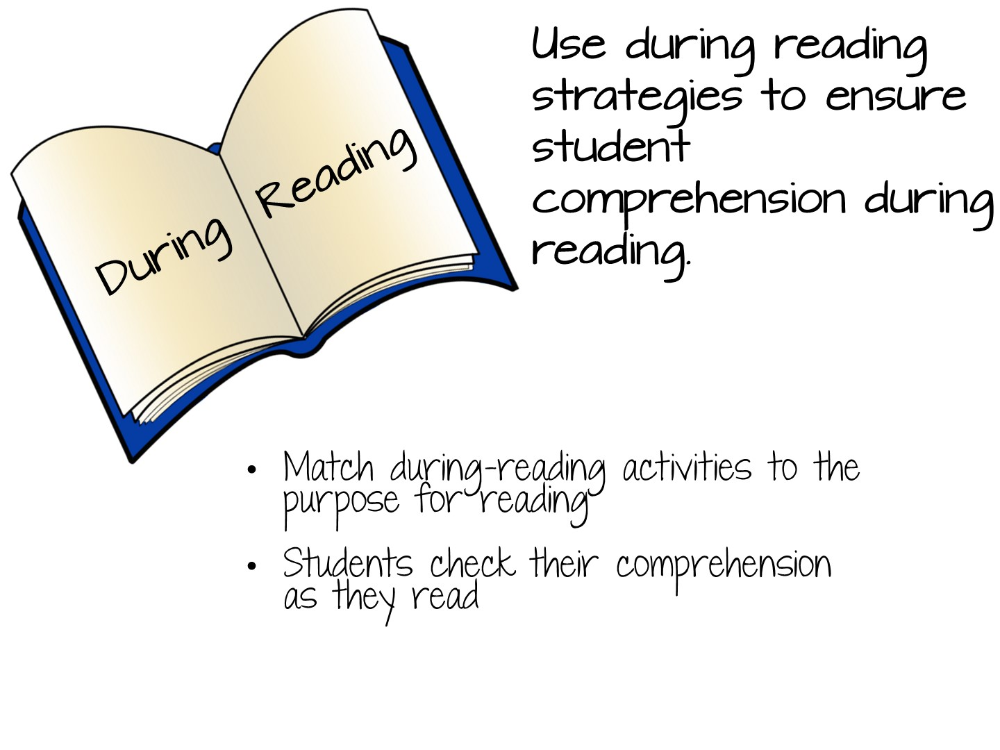 During Reading
Use during reading
strategies to ensure
student
comprehension during
reading.
• Match during-reading activities to the
purpose for reading
• Students check their comprehension
as they read